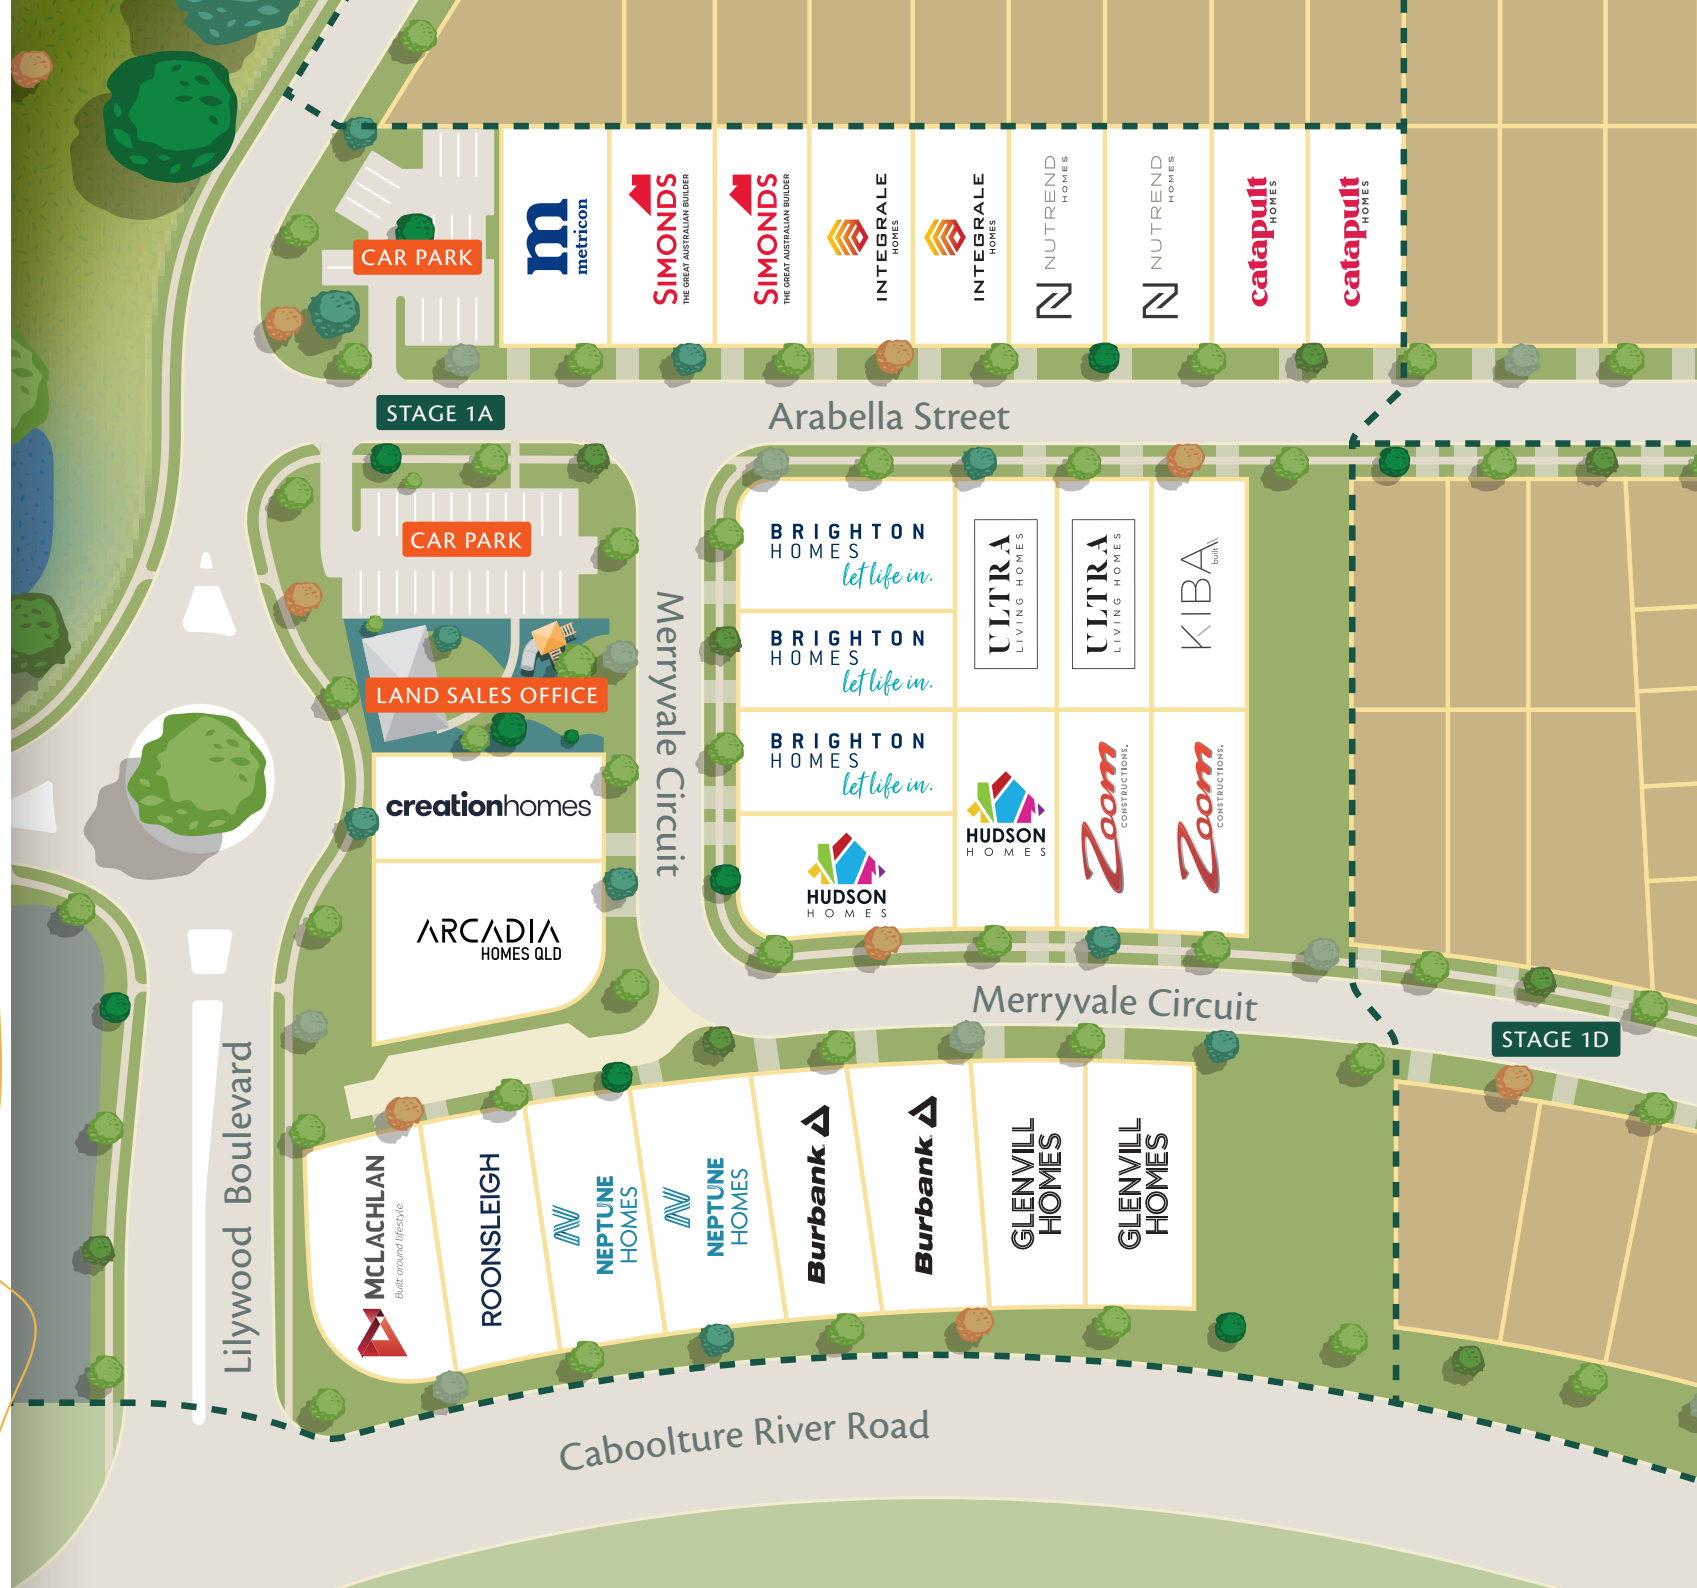 metricon
SIMONDS
THE GREAT AUSTRALIAN BUILDER
SIMONDS
THE GREAT AUSTRALIAN BUILDER
INTEGRALE
HOMES
INTEGRALE
HOMES
NUTREND
HOMES
NUTREND
HOMES
catapult
HOMES
catapult
HOMES
CAR PARK
STAGE 1A
Arabella Street
CAR PARK
LAND SALES OFFICE
Merryvale Circuit
BRIGHTON
HOMES
let life in.
BRIGHTON
HOMES
let life in.
BRIGHTON
HOMES
let life in.
ULTRA
LIVING HOMES
ULTRA
LIVING HOMES
KIBA
built
HUDSON
HOMES
HUDSON
HOMES
Zoom
CONSTRUCTIONS.
Zoom
CONSTRUCTIONS.
creationhomes
ARCADIA
HOMES QLD
Merryvale Circuit
STAGE 1D
Lilywood Boulevard
MCLACHLAN
Built around lifestyle.
ROONSLEIGH
NEPTUNE
HOMES
NEPTUNE
HOMES
Burbank
Burbank
GLENVILL
HOMES
GLENVILL
HOMES
Caboolture River Road